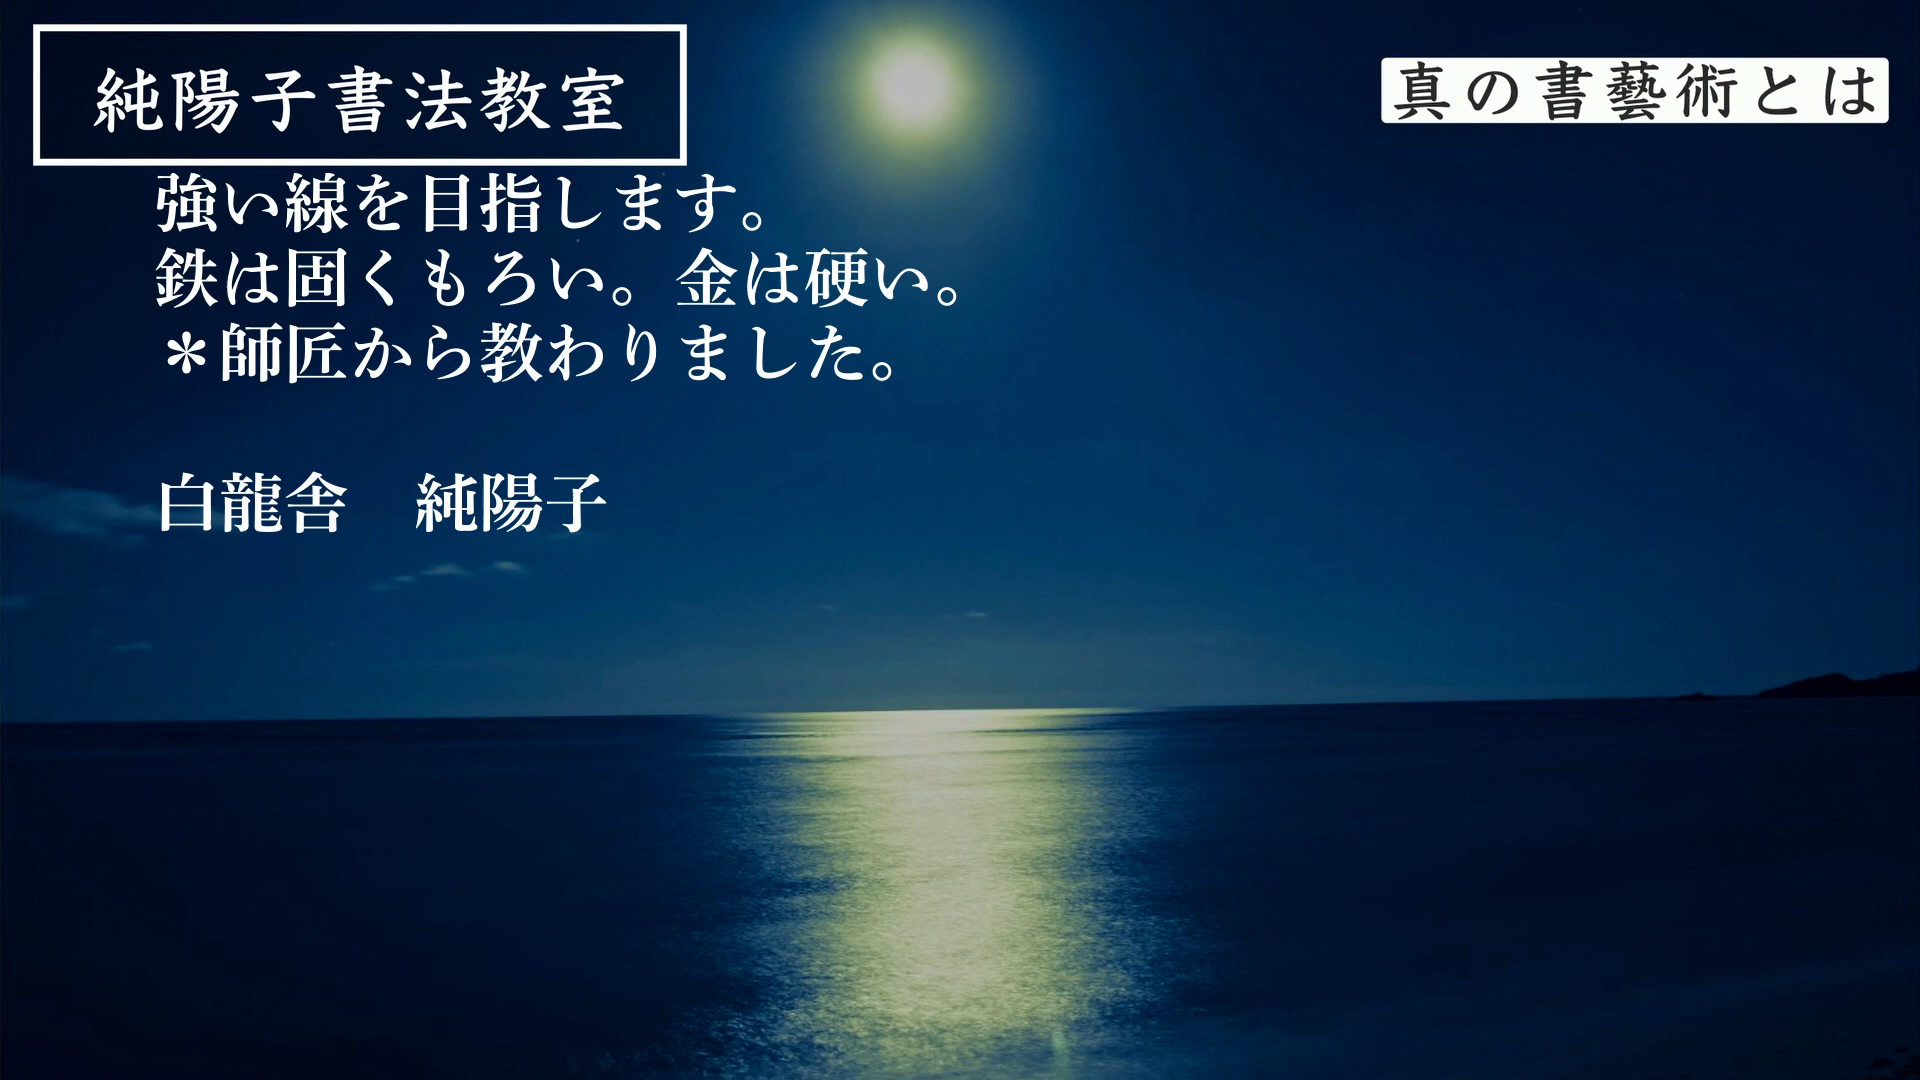 純陽子書法教室
真の書藝術とは
強い線を目指します。
鉄は固くもろい。金は硬い。
＊師匠から教わりました。
白龍舎　純陽子